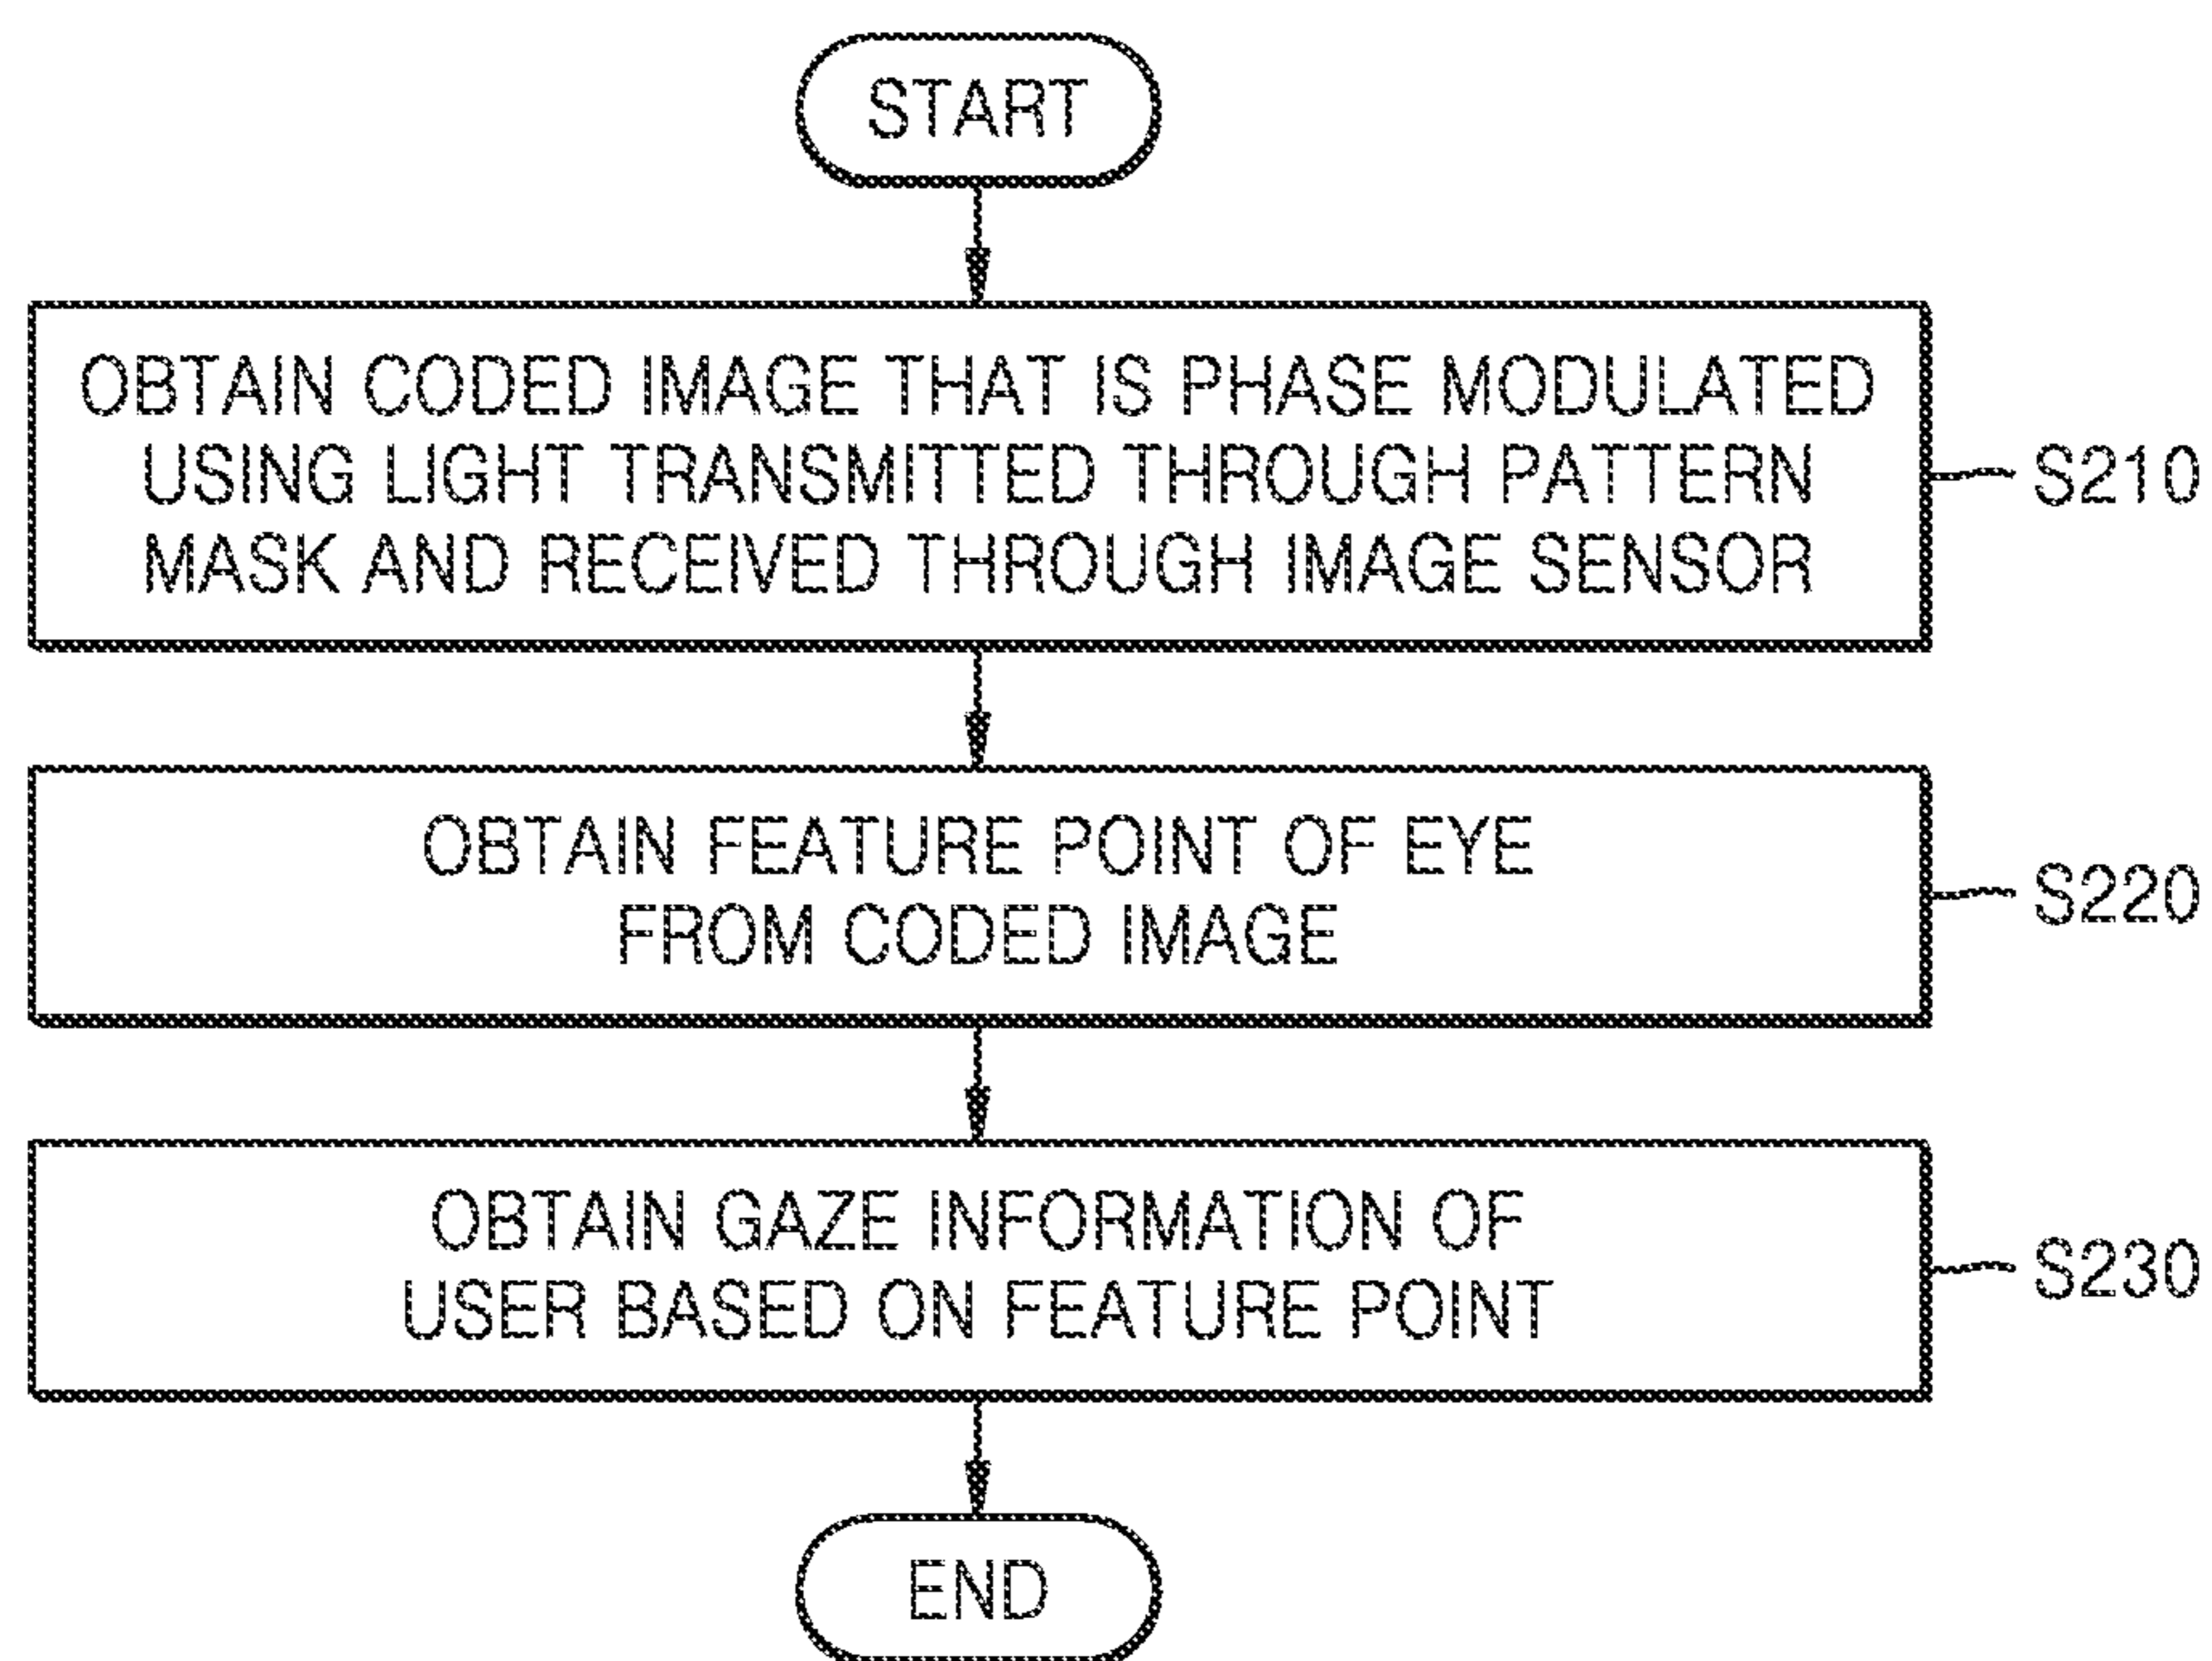 START
OBTAIN CODED IMAGE THAT IS PHASE MODULATED
USING LIGHT TRANSMITTED THROUGH PATTERN
MASK AND RECEIVED THROUGH IMAGE SENSOR
S210
OBTAIN FEATURE POINT OF EYE
FROM CODED IMAGE
S220
OBTAIN GAZE INFORMATION OF
USER BASED ON FEATURE POINT
S230
END